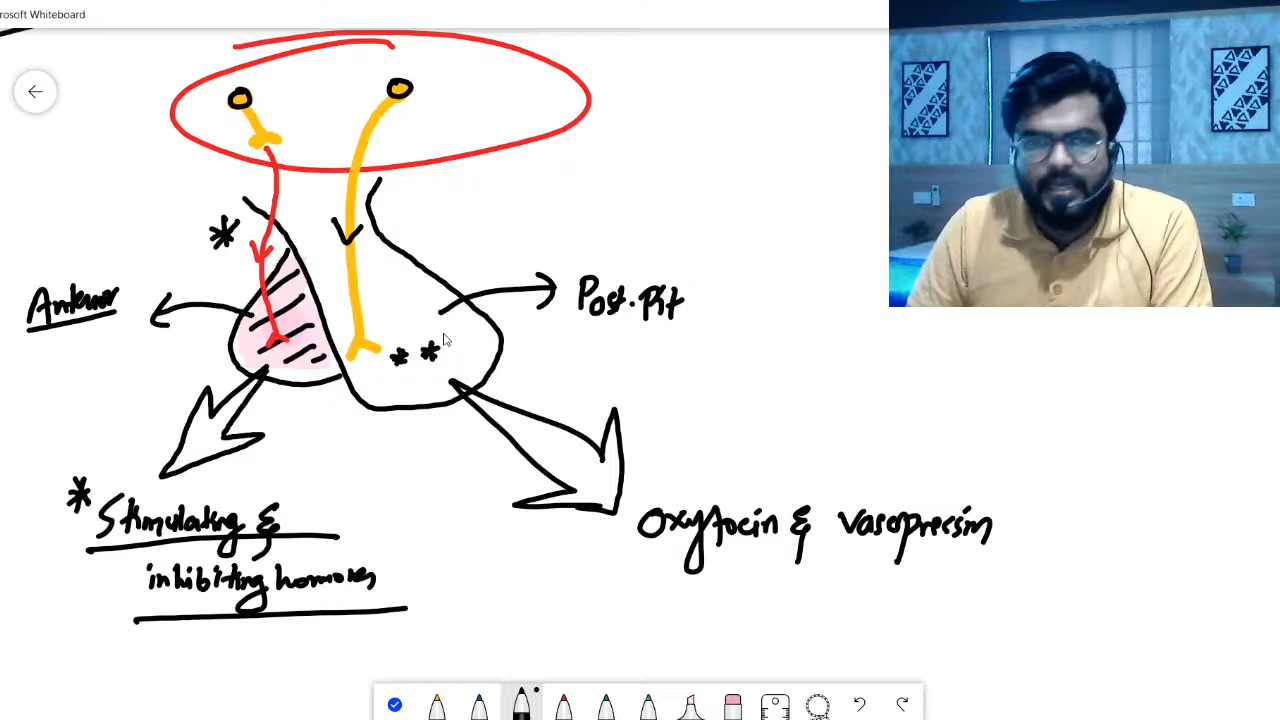 rosoft Whiteboard
*
Anterior
Post. Pit
* *
* Stimulating &
inhibiting hormones
Oxytocin & vasopressin